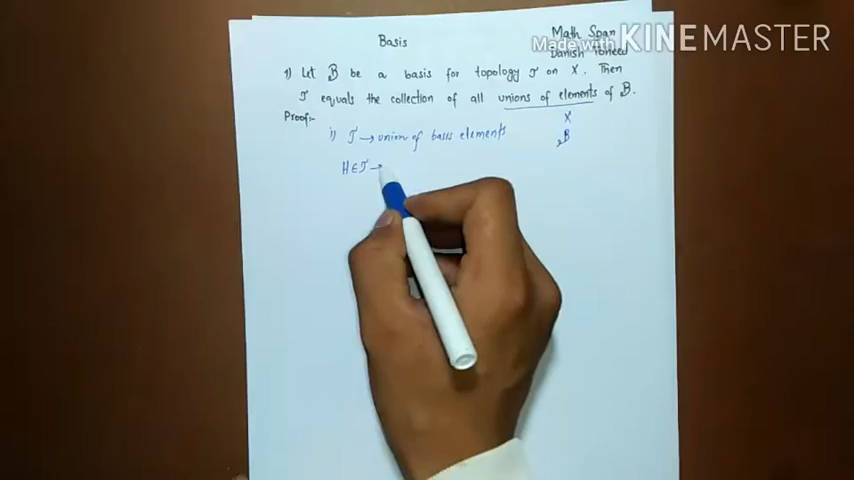 Basis
Math Span
Made with KINEMASTER
Danish
1) Let B be a basis for topology T on X. Then
T equals the collection of all unions of elements of B.
Proof:-
X
i) T → union of basis elements
B
H ∈ T →